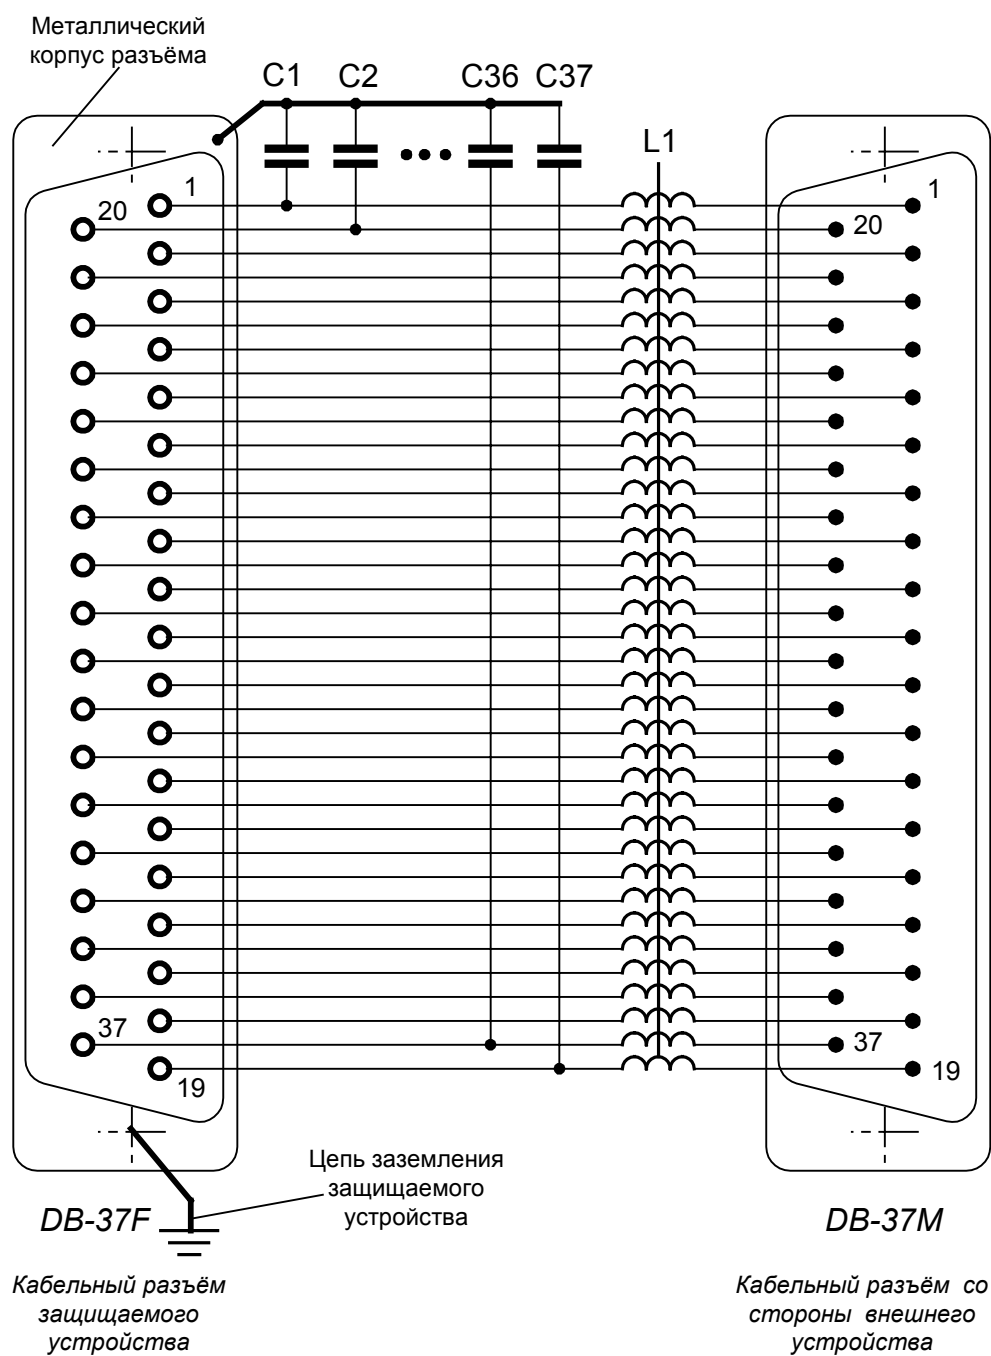 Металлический
корпус разъёма
C1 C2 C36 C37
L1
1 1
20 20
37 37
19 19
Цепь заземления
защищаемого
устройства
DB-37F DB-37M
Кабельный разъём
защищаемого
устройства
Кабельный разъём со
стороны внешнего
устройства